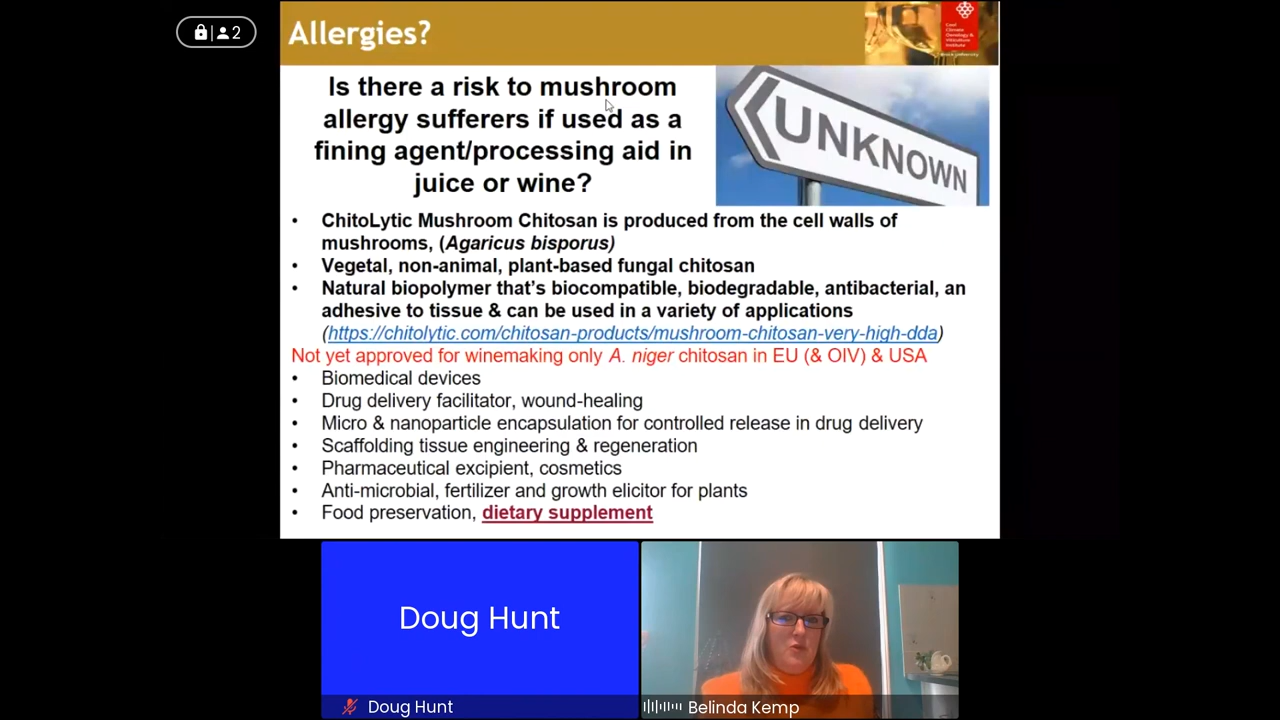 2
Allergies?
Cool
Climate
Oenology &
Viticulture
Institute
Is there a risk to mushroom
allergy sufferers if used as a
fining agent/processing aid in
juice or wine?
UNKNOWN
• ChitoLytic Mushroom Chitosan is produced from the cell walls of
mushrooms, (Agaricus bisporus)
• Vegetal, non-animal, plant-based fungal chitosan
• Natural biopolymer that's biocompatible, biodegradable, antibacterial, an
adhesive to tissue & can be used in a variety of applications
(https://chitolytic.com/chitosan-products/mushroom-chitosan-very-high-dda)
Not yet approved for winemaking only A. niger chitosan in EU (& OIV) & USA
• Biomedical devices
• Drug delivery facilitator, wound-healing
• Micro & nanoparticle encapsulation for controlled release in drug delivery
• Scaffolding tissue engineering & regeneration
• Pharmaceutical excipient, cosmetics
• Anti-microbial, fertilizer and growth elicitor for plants
• Food preservation, dietary supplement
Doug Hunt
Doug Hunt
Belinda Kemp